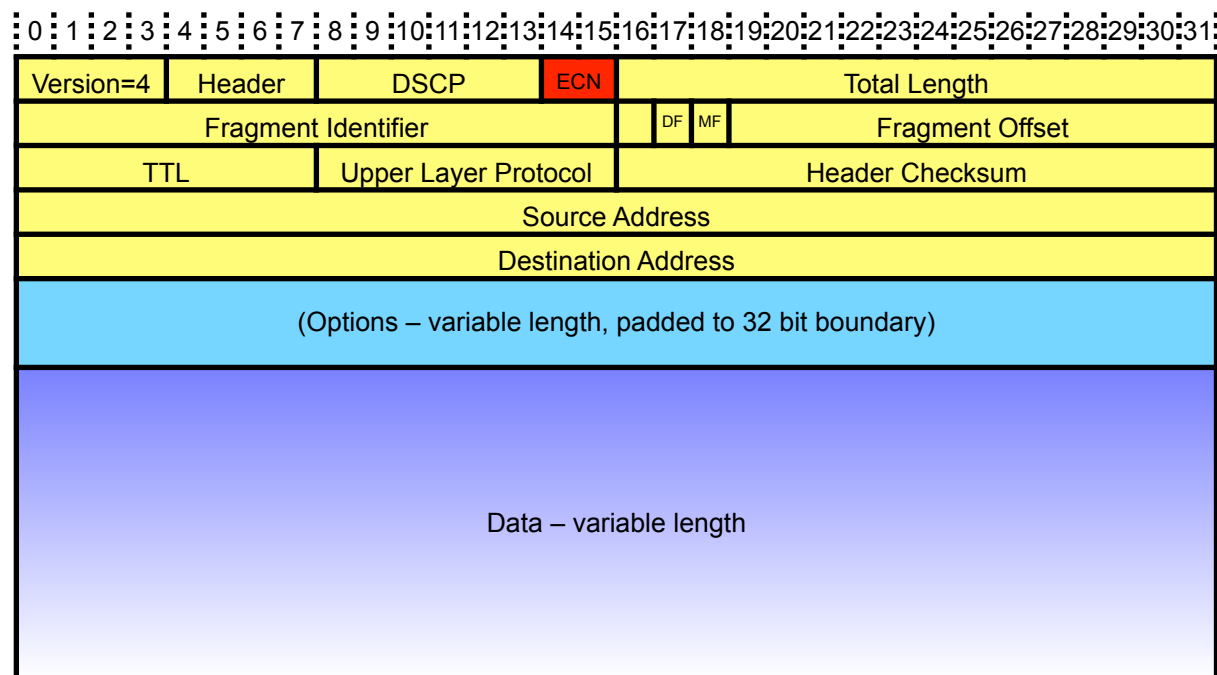 0 1 2 3 4 5 6 7 8 9 10 11 12 13 14 15 16 17 18 19 20 21 22 23 24 25 26 27 28 29 30 31
Version=4 Header DSCP ECN Total Length
Fragment Identifier DF MF Fragment Offset
TTL Upper Layer Protocol Header Checksum
Source Address
Destination Address
(Options – variable length, padded to 32 bit boundary)
Data – variable length